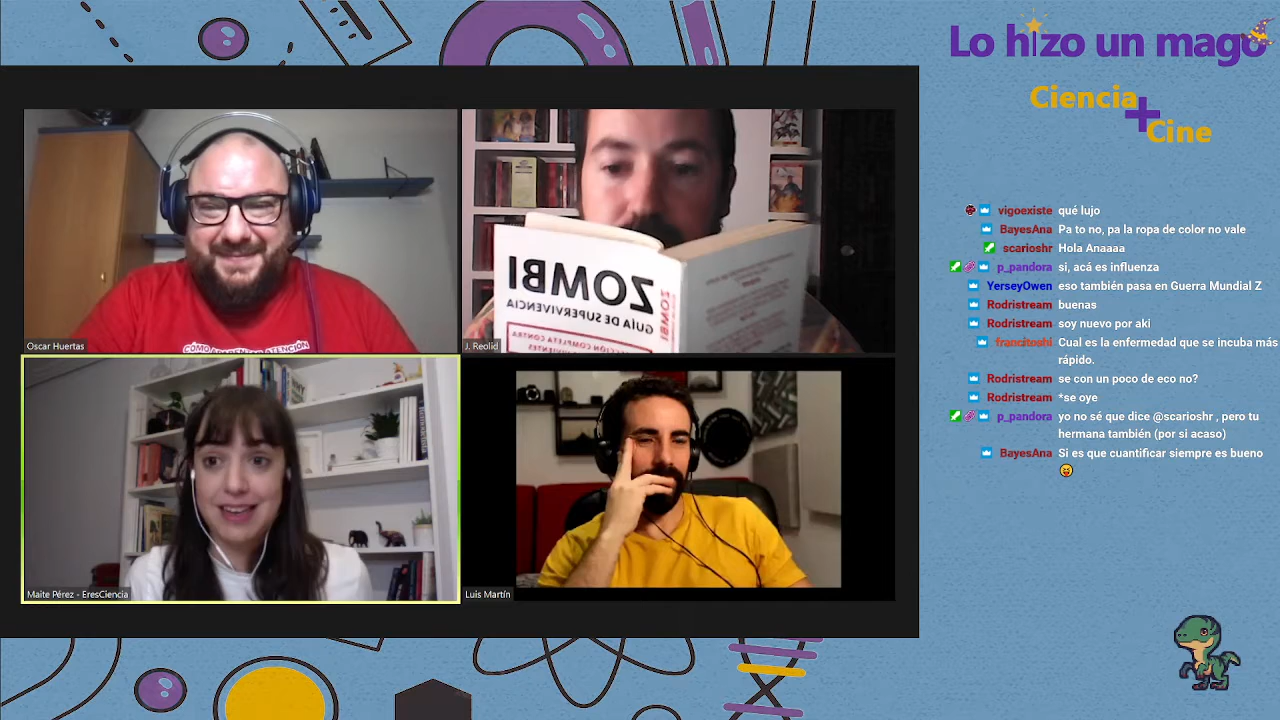 Lo hizo un mago
Ciencia
+
Cine
ZOMBI
GUÍA DE SUPERVIVENCIA
ZOMBI
CÓMO
ATENCIÓN
Oscar Huertas
J. Reolid
Maite Pérez - EresCiencia
Luis Martín
vigoexiste qué lujo
BayesAna Pa to no, pa la ropa de color no vale
scarioshr Hola Anaaaa
p_pandora si, acá es influenza
YerseyOwen eso también pasa en Guerra Mundial Z
Rodristream buenas
Rodristream soy nuevo por aki
francitoshi Cual es la enfermedad que se incuba más
rápido.
Rodristream se con un poco de eco no?
Rodristream *se oye
p_pandora yo no sé que dice @scarioshr , pero tu
hermana también (por si acaso)
BayesAna Si es que cuantificar siempre es bueno